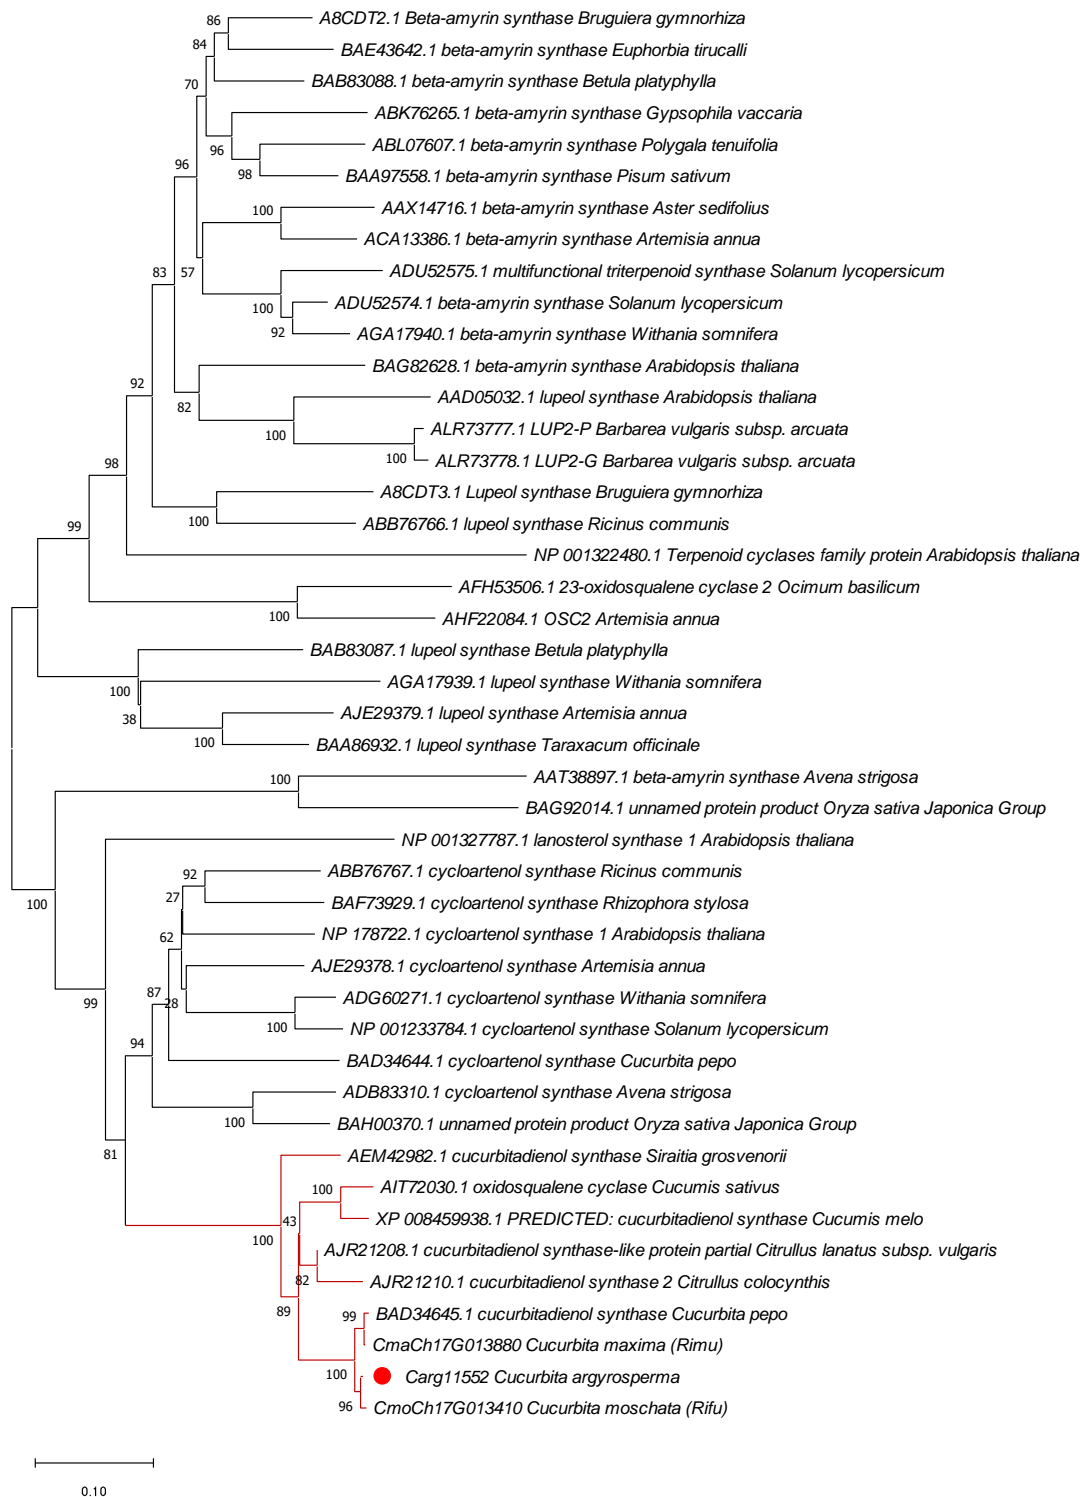 86
A8CDT2.1 Beta-amyrin synthase Bruguiera gymnorhiza
84
BAE43642.1 beta-amyrin synthase Euphorbia tirucalli
70
BAB83088.1 beta-amyrin synthase Betula platyphylla
ABK76265.1 beta-amyrin synthase Gypsophila vaccaria
96
ABL07607.1 beta-amyrin synthase Polygala tenuifolia
96
98
BAA97558.1 beta-amyrin synthase Pisum sativum
100
AAX14716.1 beta-amyrin synthase Aster sedifolius
ACA13386.1 beta-amyrin synthase Artemisia annua
83
57
ADU52575.1 multifunctional triterpenoid synthase Solanum lycopersicum
100
ADU52574.1 beta-amyrin synthase Solanum lycopersicum
92
AGA17940.1 beta-amyrin synthase Withania somnifera
BAG82628.1 beta-amyrin synthase Arabidopsis thaliana
92
82
AAD05032.1 lupeol synthase Arabidopsis thaliana
100
ALR73777.1 LUP2-P Barbarea vulgaris subsp. arcuata
100
ALR73778.1 LUP2-G Barbarea vulgaris subsp. arcuata
98
A8CDT3.1 Lupeol synthase Bruguiera gymnorhiza
100
ABB76766.1 lupeol synthase Ricinus communis
99
NP 001322480.1 Terpenoid cyclases family protein Arabidopsis thaliana
AFH53506.1 23-oxidosqualene cyclase 2 Ocimum basilicum
100
AHF22084.1 OSC2 Artemisia annua
BAB83087.1 lupeol synthase Betula platyphylla
100
AGA17939.1 lupeol synthase Withania somnifera
38
AJE29379.1 lupeol synthase Artemisia annua
100
BAA86932.1 lupeol synthase Taraxacum officinale
100
AAT38897.1 beta-amyrin synthase Avena strigosa
BAG92014.1 unnamed protein product Oryza sativa Japonica Group
NP 001327787.1 lanosterol synthase 1 Arabidopsis thaliana
100
92
ABB76767.1 cycloartenol synthase Ricinus communis
27
BAF73929.1 cycloartenol synthase Rhizophora stylosa
62
NP 178722.1 cycloartenol synthase 1 Arabidopsis thaliana
AJE29378.1 cycloartenol synthase Artemisia annua
99
87
28
ADG60271.1 cycloartenol synthase Withania somnifera
100
NP 001233784.1 cycloartenol synthase Solanum lycopersicum
94
BAD34644.1 cycloartenol synthase Cucurbita pepo
ADB83310.1 cycloartenol synthase Avena strigosa
100
BAH00370.1 unnamed protein product Oryza sativa Japonica Group
81
AEM42982.1 cucurbitadienol synthase Siraitia grosvenorii
100
AIT72030.1 oxidosqualene cyclase Cucumis sativus
43
XP 008459938.1 PREDICTED: cucurbitadienol synthase Cucumis melo
100
AJR21208.1 cucurbitadienol synthase-like protein partial Citrullus lanatus subsp. vulgaris
82
AJR21210.1 cucurbitadienol synthase 2 Citrullus colocynthis
89
99
BAD34645.1 cucurbitadienol synthase Cucurbita pepo
CmaCh17G013880 Cucurbita maxima (Rimu)
100
Carg11552 Cucurbita argyrosperma
96
CmoCh17G013410 Cucurbita moschata (Rifu)
0.10